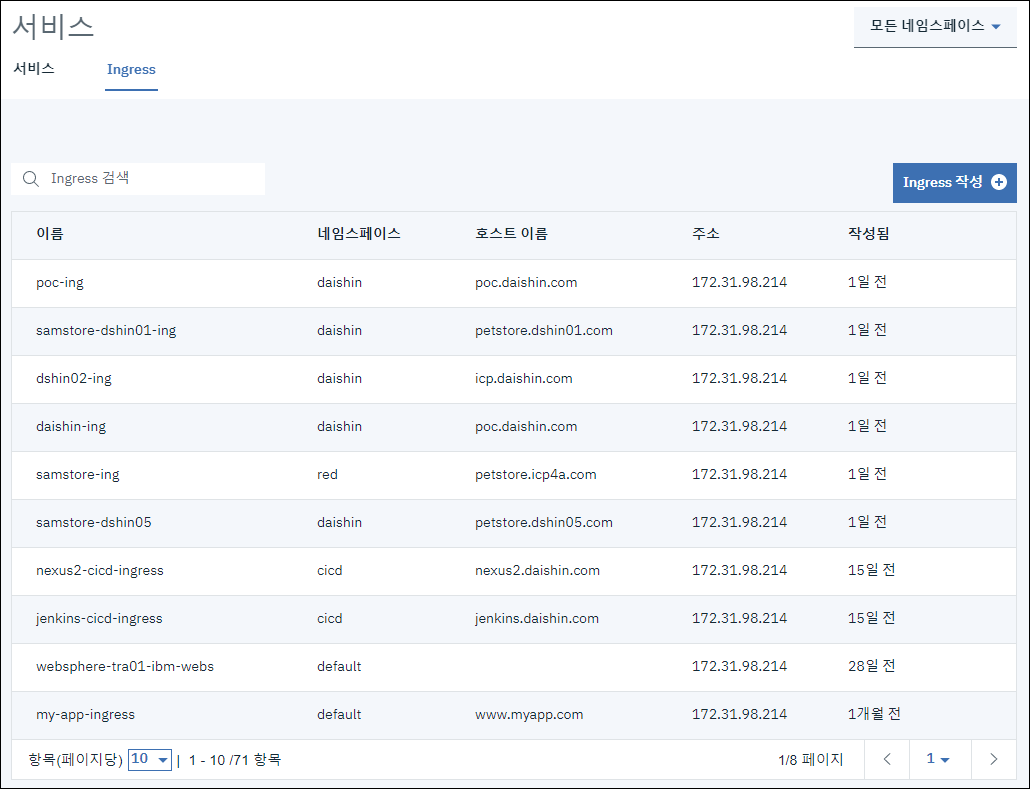 서비스
모든 네임스페이스
서비스 Ingress
Ingress 검색
Ingress 작성
이름 네임스페이스 호스트 이름 주소 작성됨
poc-ing daishin poc.daishin.com 172.31.98.214 1일 전
samstore-dshin01-ing daishin petstore.dshin01.com 172.31.98.214 1일 전
dshin02-ing daishin icp.daishin.com 172.31.98.214 1일 전
daishin-ing daishin poc.daishin.com 172.31.98.214 1일 전
samstore-ing red petstore.icp4a.com 172.31.98.214 1일 전
samstore-dshin05 daishin petstore.dshin05.com 172.31.98.214 1일 전
nexus2-cicd-ingress cicd nexus2.daishin.com 172.31.98.214 15일 전
jenkins-cicd-ingress cicd jenkins.daishin.com 172.31.98.214 15일 전
websphere-tra01-ibm-webs default 172.31.98.214 28일 전
my-app-ingress default www.myapp.com 172.31.98.214 1개월 전
항목(페이지당) 10 | 1 - 10 /71 항목 1/8 페이지 1